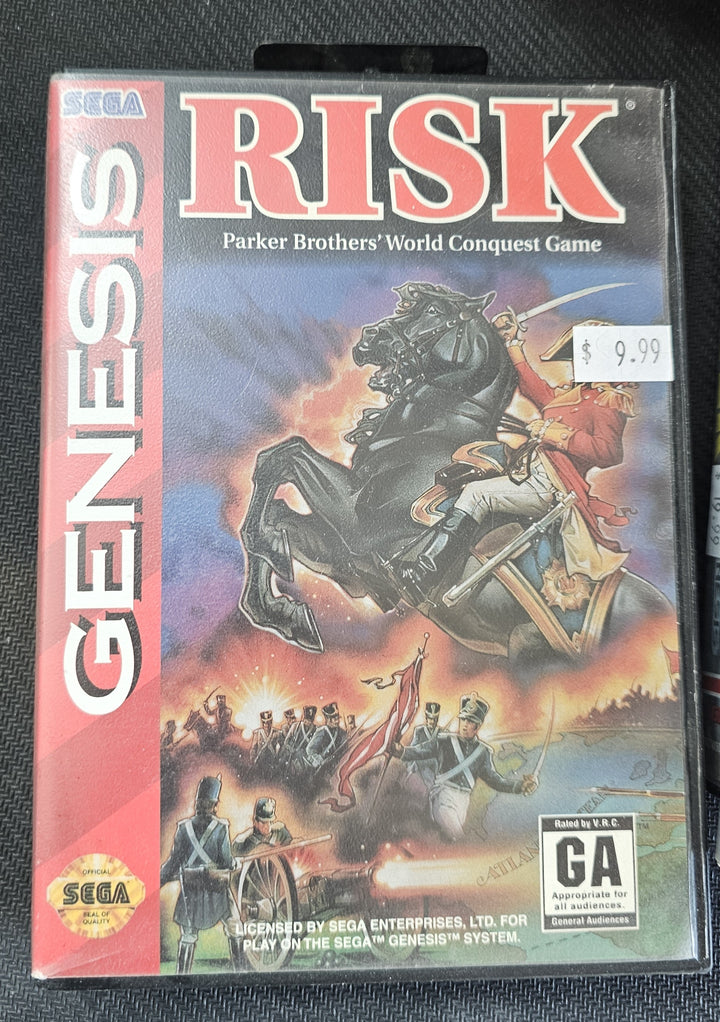 SEGA
GENESIS
RISK®
Parker Brothers' World Conquest Game
$ 9.99
Rated by V.R.C.
GA
TM
Appropriate for
all audiences.
General Audiences
OFFICIAL
SEGA
SEAL OF
QUALITY
LICENSED BY SEGA ENTERPRISES, LTD. FOR
PLAY ON THE SEGA™ GENESIS™ SYSTEM.